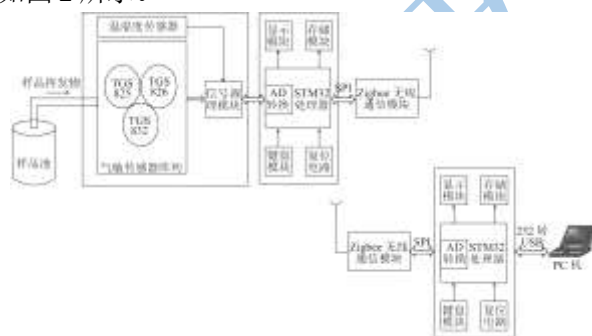 如图2所示。
温湿度传感器
样品挥发物
TGS
825
TGS
826
TGS
832
气敏传感器阵列
样品池
信号调
理模块
显示
模块
存储
模块
AD
转换
STM32
处理器
键盘
模块
复位
电路
SPI
Zigbee 无线
通信模块
Zigbee 无线
通信模块
SPI
显示
模块
存储
模块
AD
转换
STM32
处理器
键盘
模块
复位
电路
232 转
USB
PC 机